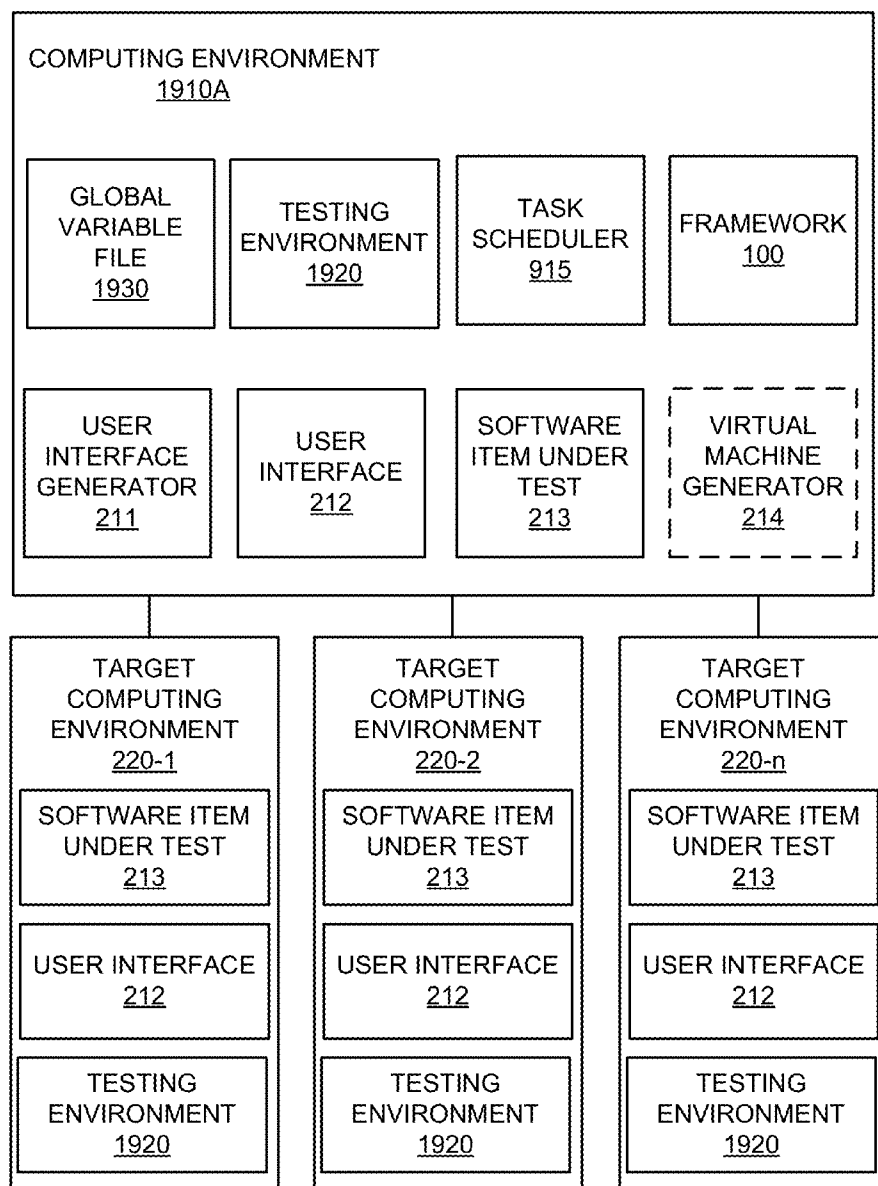 COMPUTING ENVIRONMENT
1910A
GLOBAL
VARIABLE
FILE
1930
TESTING
ENVIRONMENT
1920
TASK
SCHEDULER
915
FRAMEWORK
100
USER
INTERFACE
GENERATOR
211
USER
INTERFACE
212
SOFTWARE
ITEM UNDER
TEST
213
VIRTUAL
MACHINE
GENERATOR
214
TARGET
COMPUTING
ENVIRONMENT
220-1
SOFTWARE ITEM
UNDER TEST
213
USER INTERFACE
212
TESTING
ENVIRONMENT
1920
TARGET
COMPUTING
ENVIRONMENT
220-2
SOFTWARE ITEM
UNDER TEST
213
USER INTERFACE
212
TESTING
ENVIRONMENT
1920
TARGET
COMPUTING
ENVIRONMENT
220-n
SOFTWARE ITEM
UNDER TEST
213
USER INTERFACE
212
TESTING
ENVIRONMENT
1920